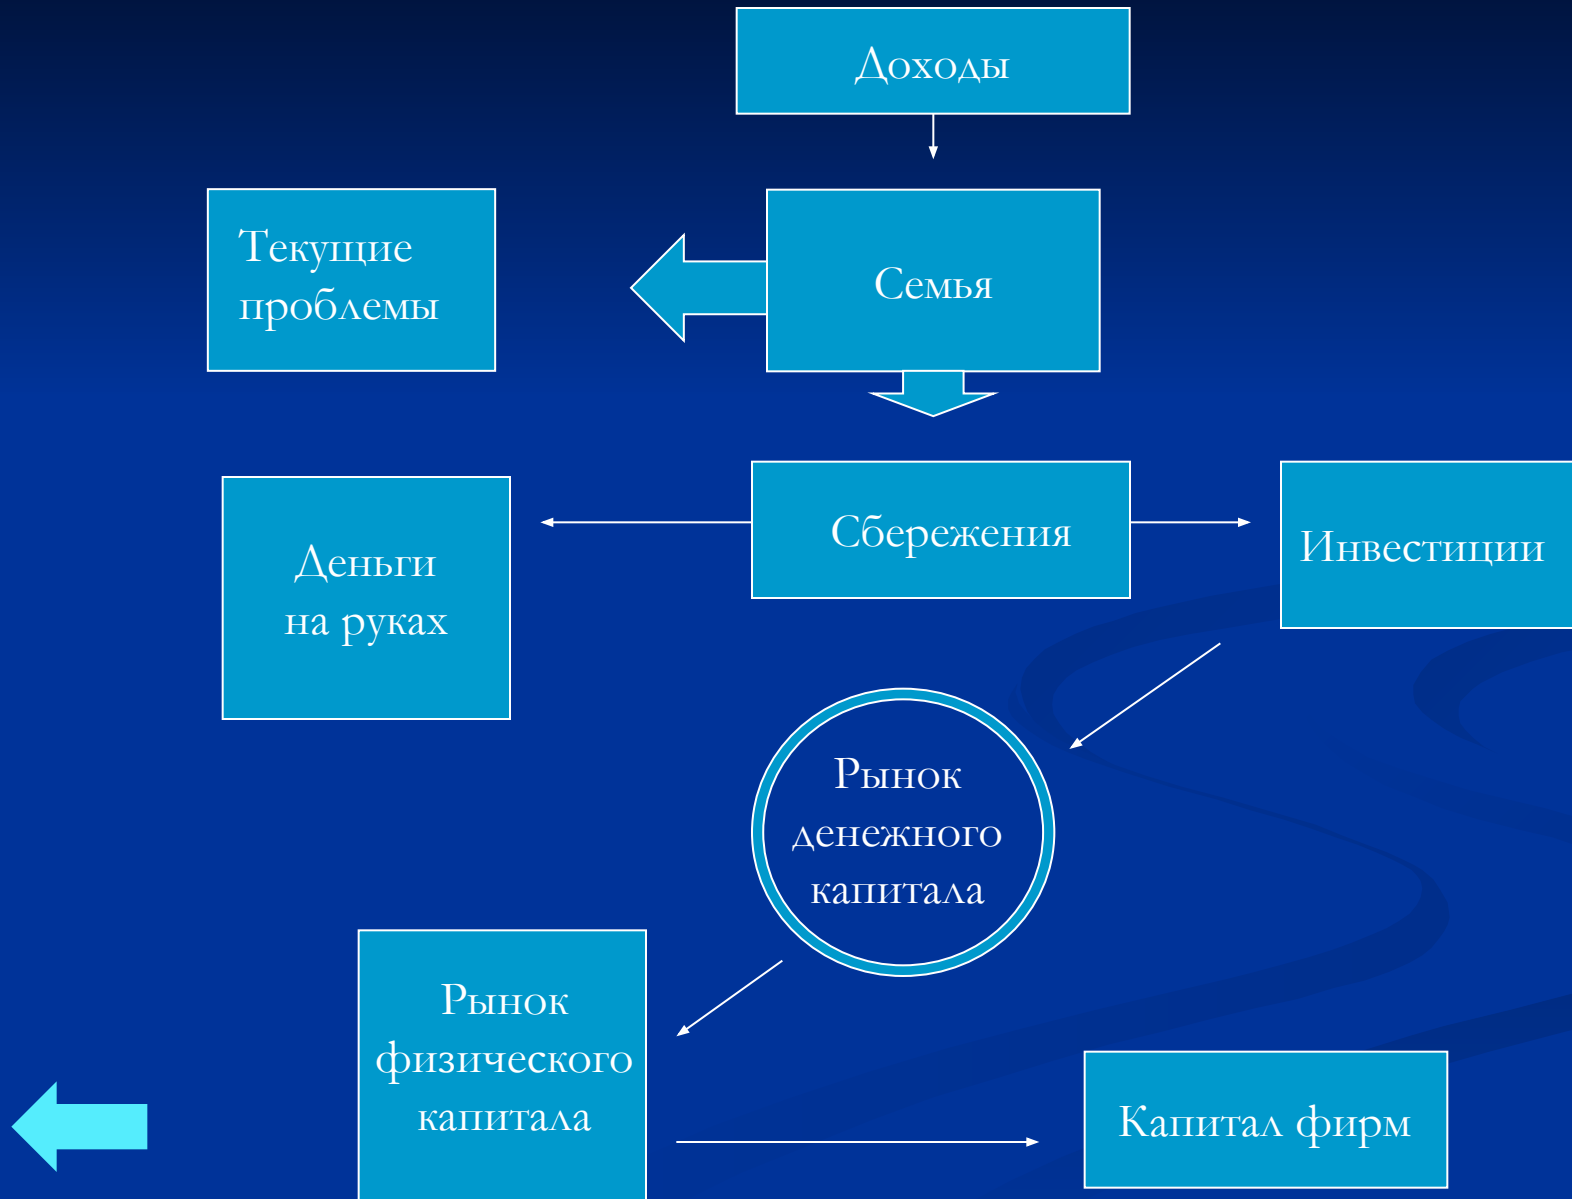 Доходы
Текущие
проблемы
Семья
Деньги
на руках
Сбережения
Инвестиции
Рынок
денежного
капитала
Рынок
физического
капитала
Капитал фирм